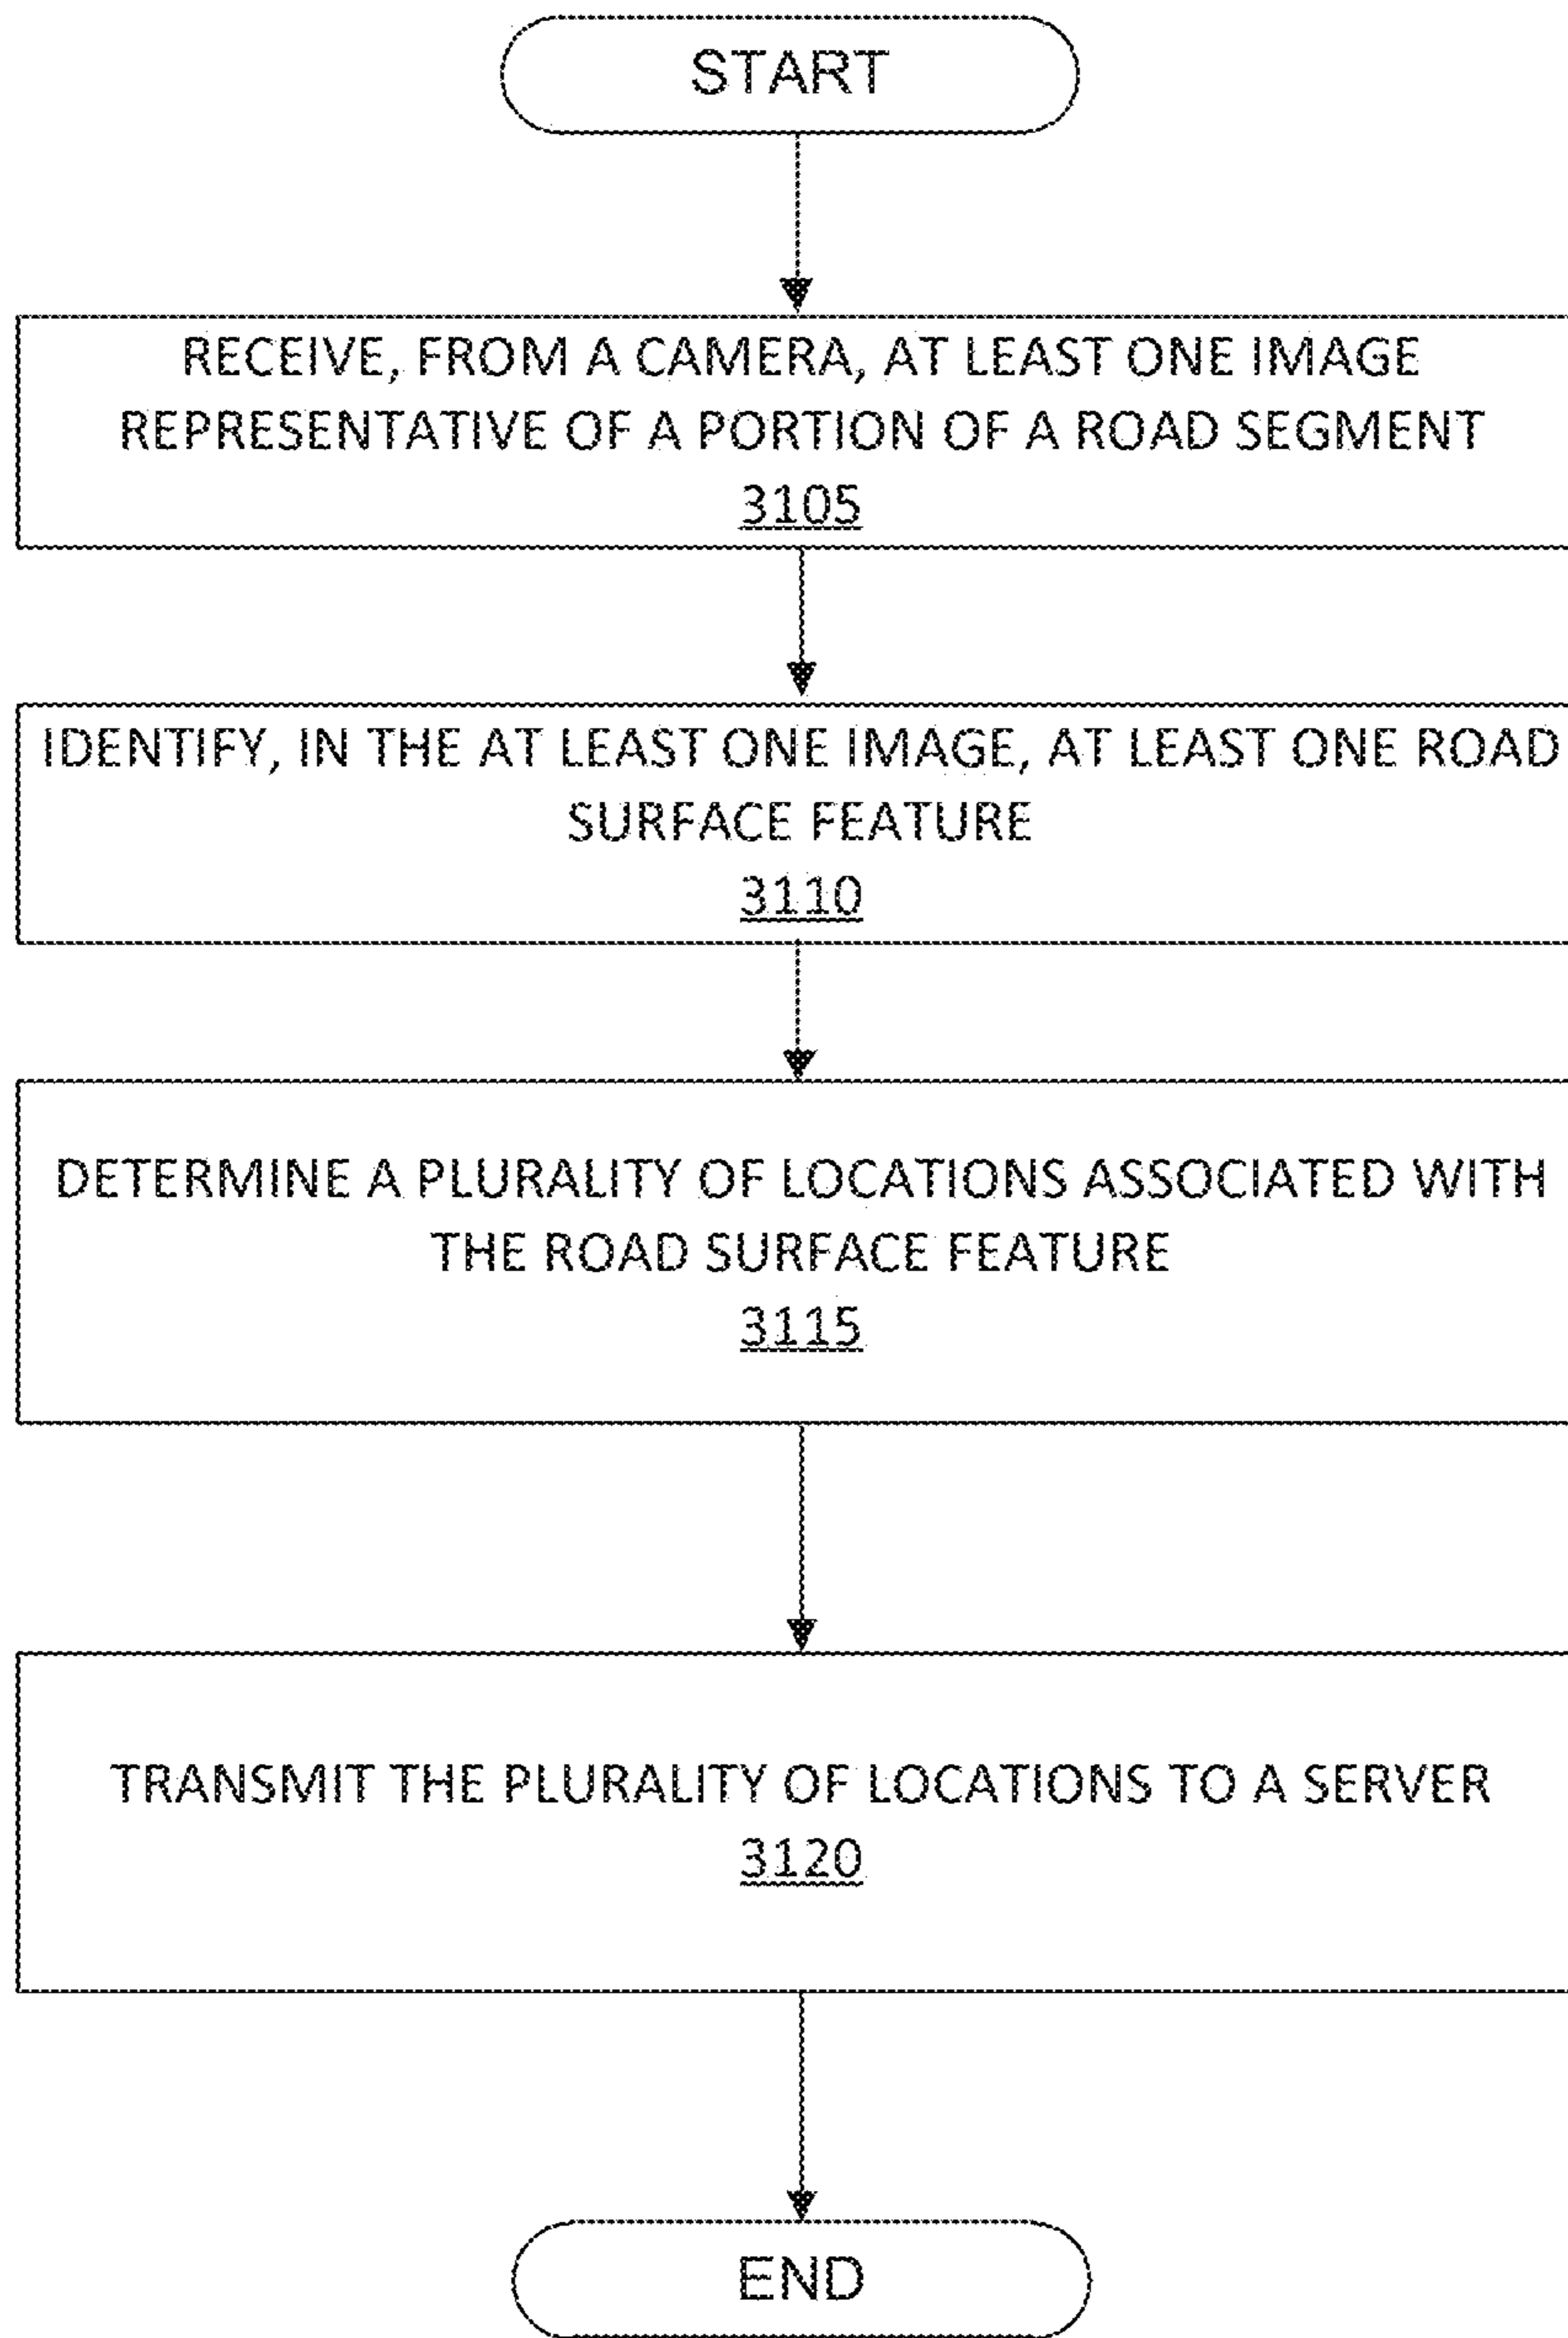 START
RECEIVE, FROM A CAMERA, AT LEAST ONE IMAGE
REPRESENTATIVE OF A PORTION OF A ROAD SEGMENT
3105
IDENTIFY, IN THE AT LEAST ONE IMAGE, AT LEAST ONE ROAD
SURFACE FEATURE
3110
DETERMINE A PLURALITY OF LOCATIONS ASSOCIATED WITH
THE ROAD SURFACE FEATURE
3115
TRANSMIT THE PLURALITY OF LOCATIONS TO A SERVER
3120
END